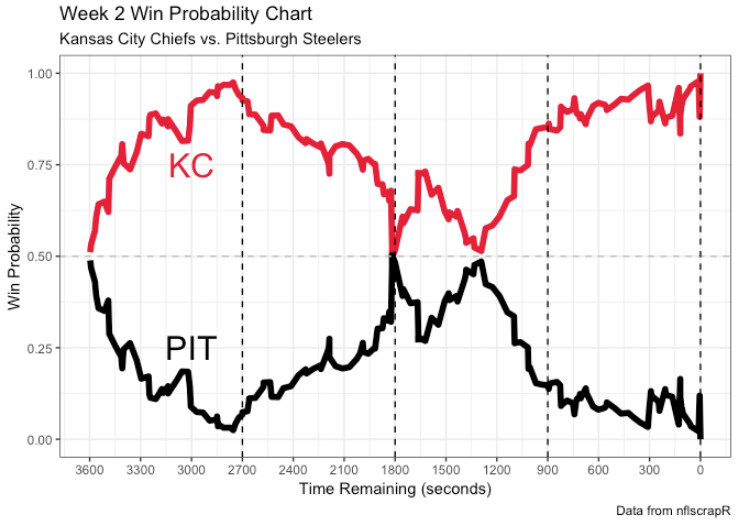 Week 2 Win Probability Chart
Kansas City Chiefs vs. Pittsburgh Steelers
Win Probability
1.00
0.75
0.50
0.25
0.00
KC
PIT
3600 3300 3000 2700 2400 2100 1800 1500 1200 900 600 300 0
Time Remaining (seconds)
Data from nflscrapR